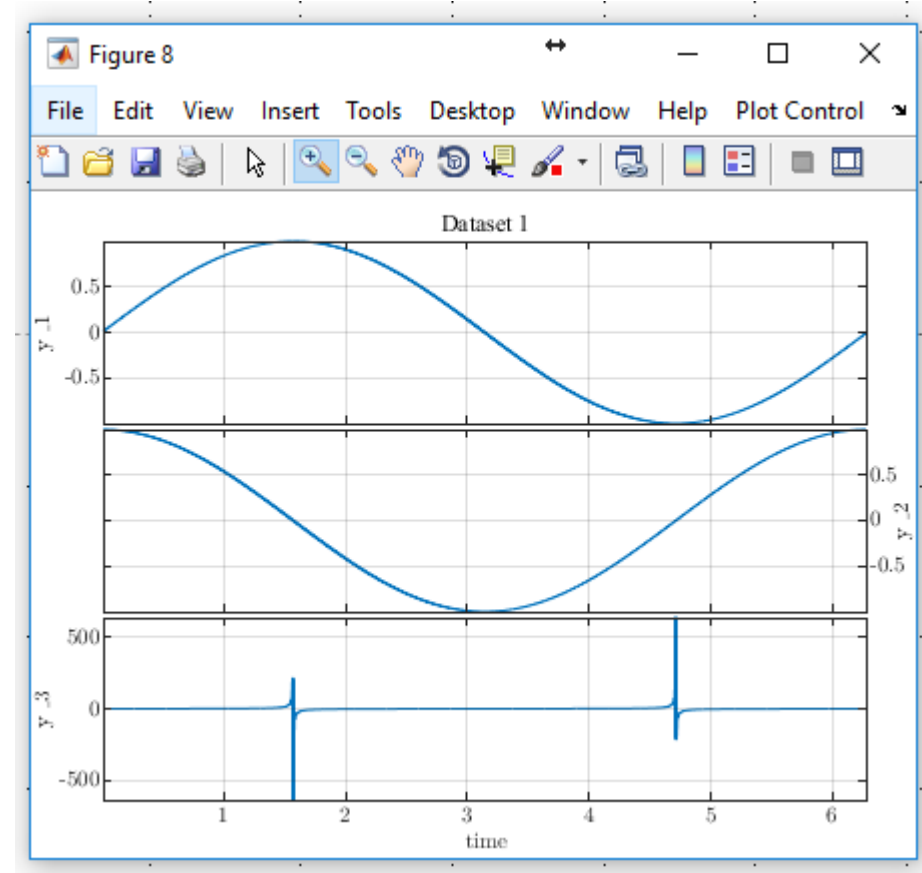 Figure 8
File Edit View Insert Tools Desktop Window Help Plot Control
Dataset 1
0.5
0
-0.5
y_1
0.5
0
-0.5
y_2
500
0
-500
y_3
1 2 3 4 5 6
time